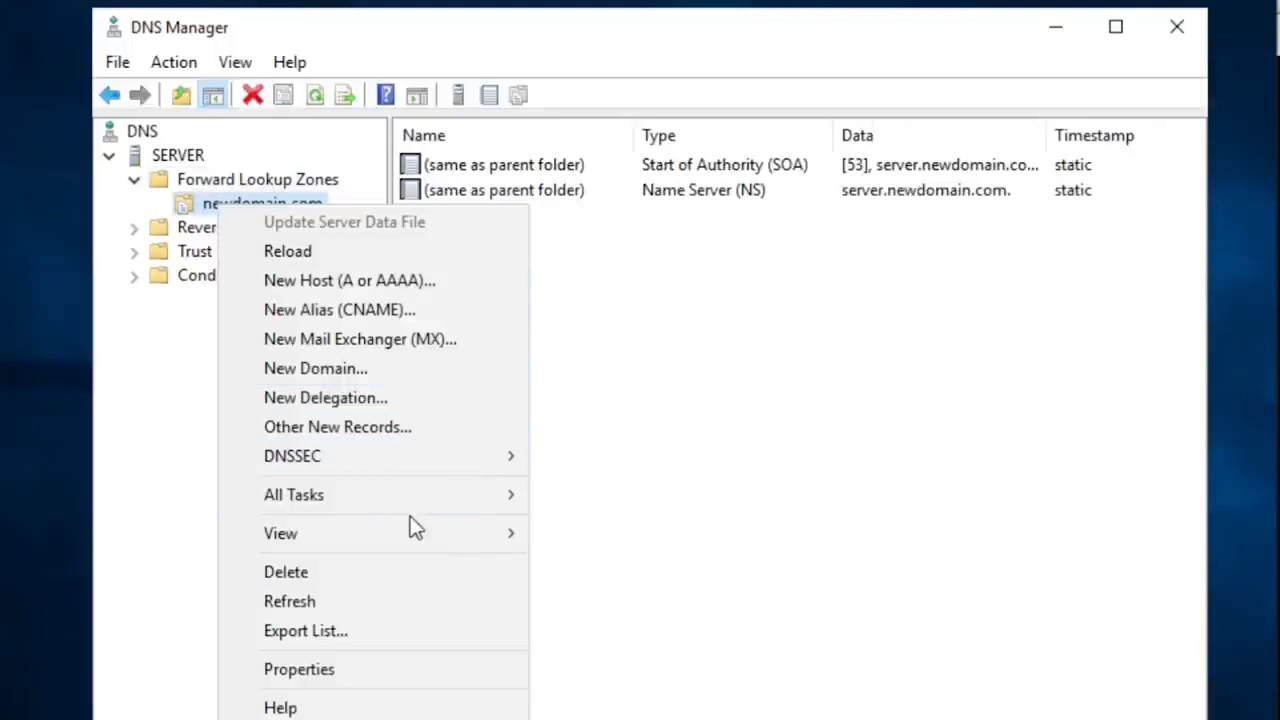 DNS Manager
File Action View Help
DNS
SERVER
Forward Lookup Zones
newdomain.com
Rever
Trust
Cond
Name Type Data Timestamp
(same as parent folder) Start of Authority (SOA) [53], server.newdomain.co... static
(same as parent folder) Name Server (NS) server.newdomain.com. static
Update Server Data File
Reload
New Host (A or AAAA)...
New Alias (CNAME)...
New Mail Exchanger (MX)...
New Domain...
New Delegation...
Other New Records...
DNSSEC
All Tasks
View
Delete
Refresh
Export List...
Properties
Help